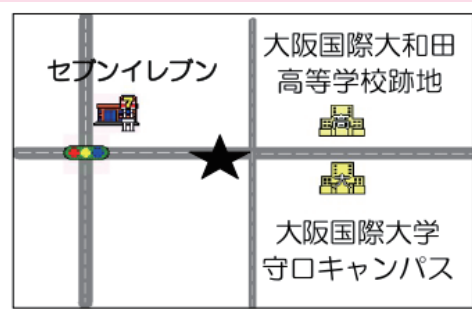 セブンイレブン
大阪国際大和田
高等学校跡地
大阪国際大学
守口キャンパス